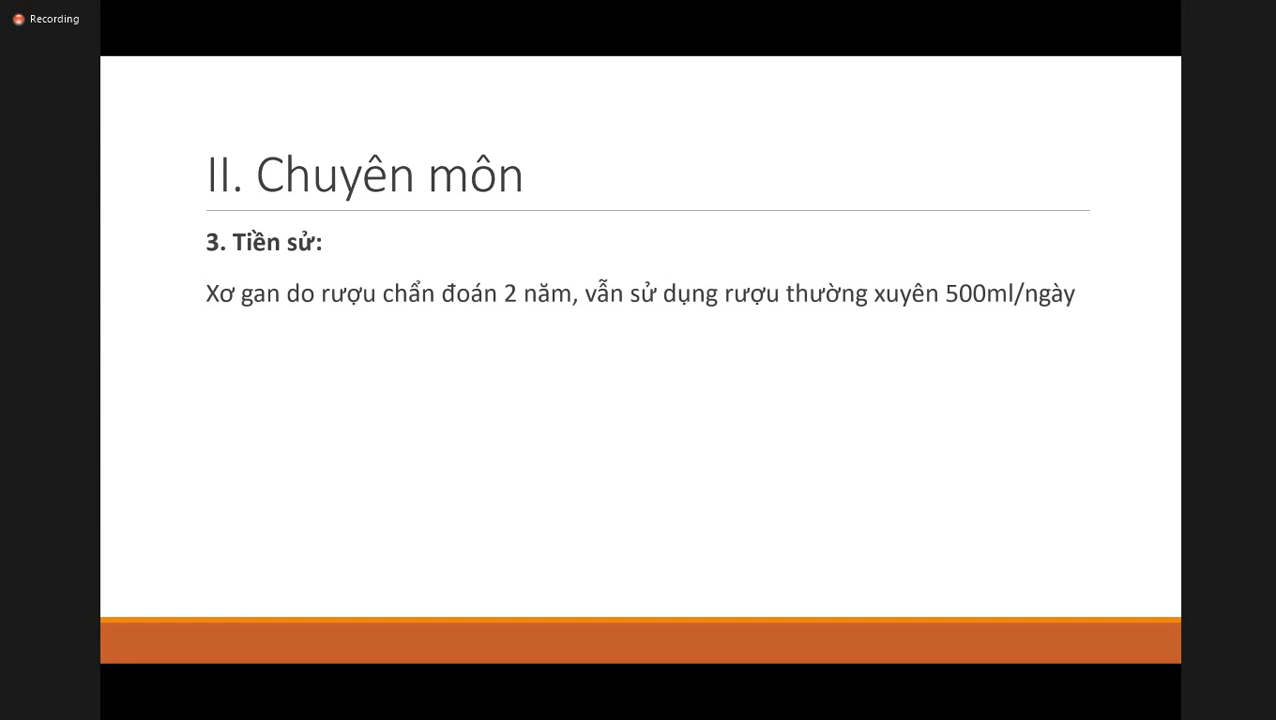 Recording
II. Chuyên môn
3. Tiền sử:
Xơ gan do rượu chẩn đoán 2 năm, vẫn sử dụng rượu thường xuyên 500ml/ngày